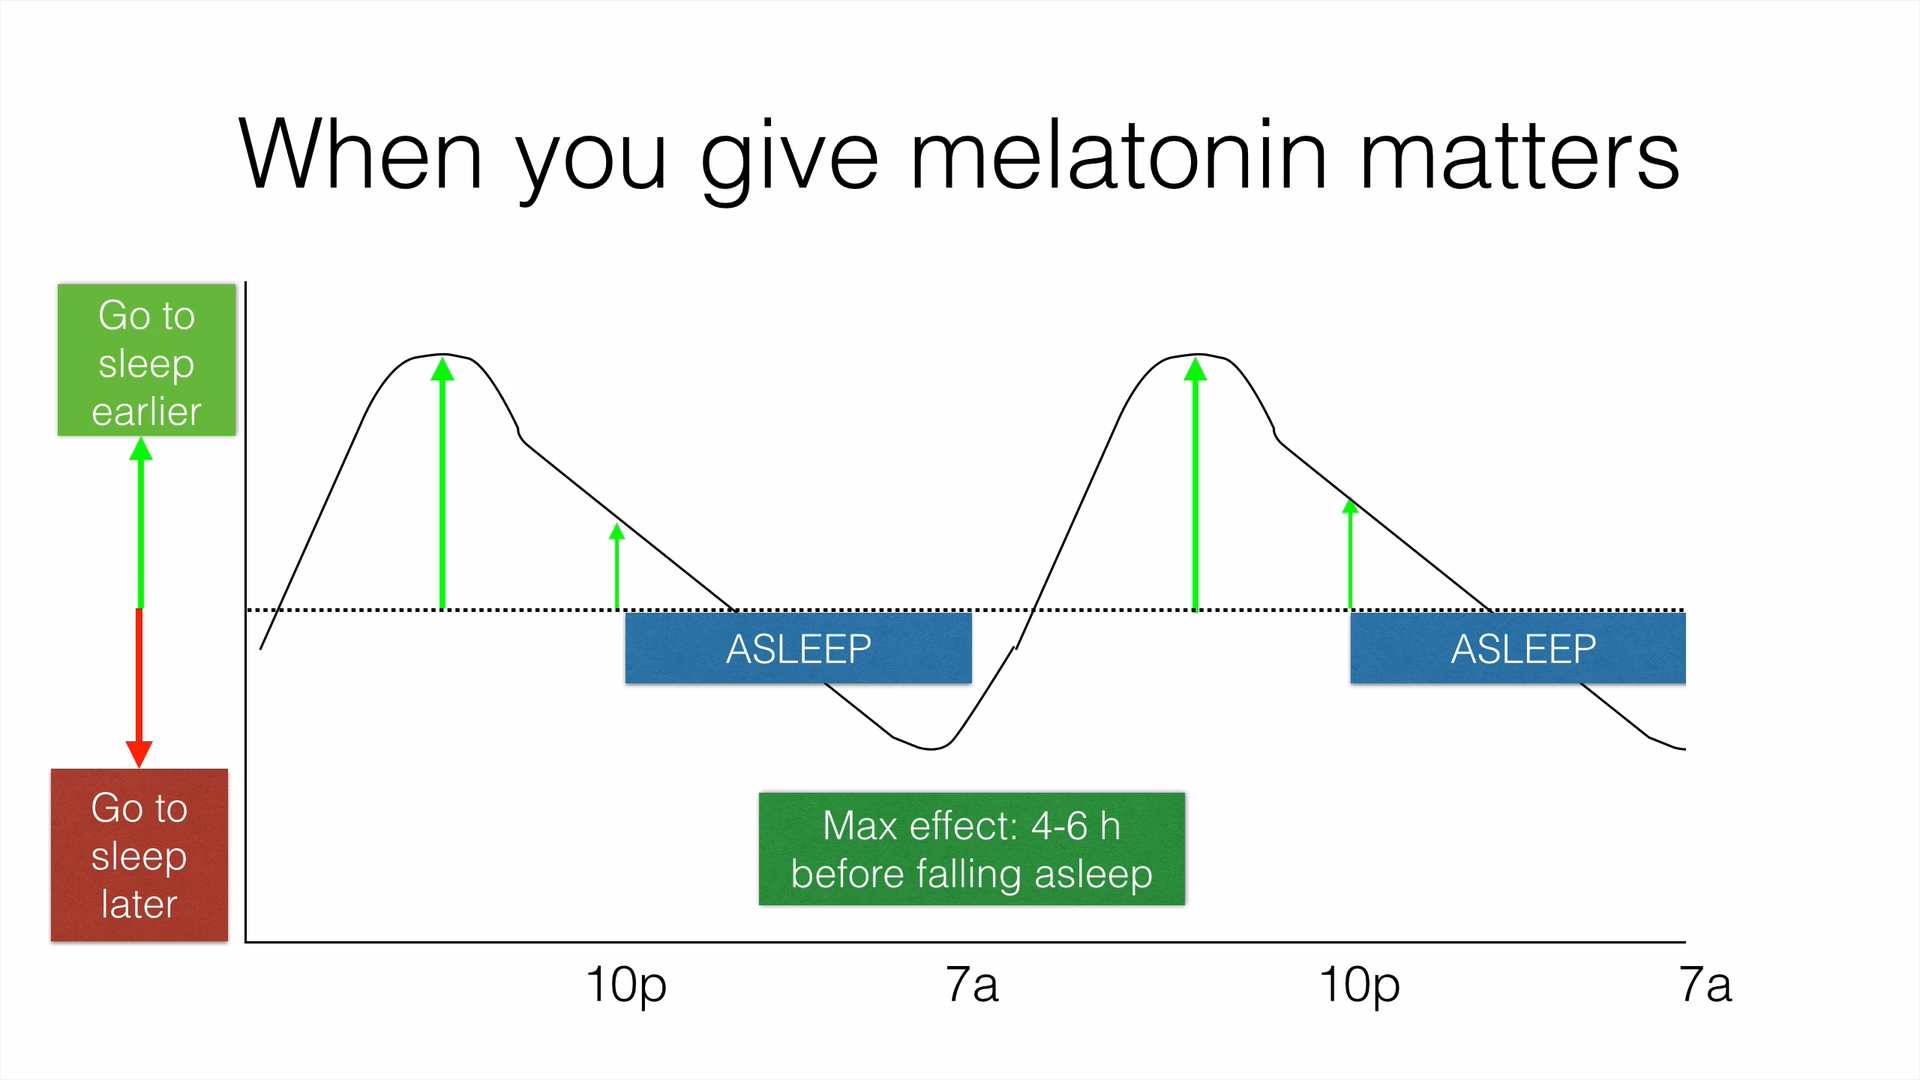 When you give melatonin matters
Go to
sleep
earlier
ASLEEP
ASLEEP
Go to
sleep
later
Max effect: 4-6 h
before falling asleep
10p
7a
10p
7a